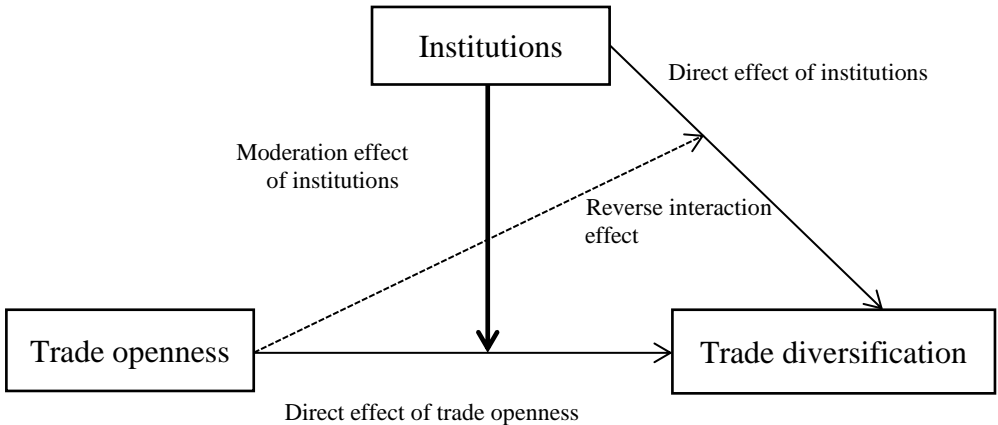 Institutions
Direct effect of institutions
Moderation effect
of institutions
Reverse interaction
effect
Trade openness
Trade diversification
Direct effect of trade openness